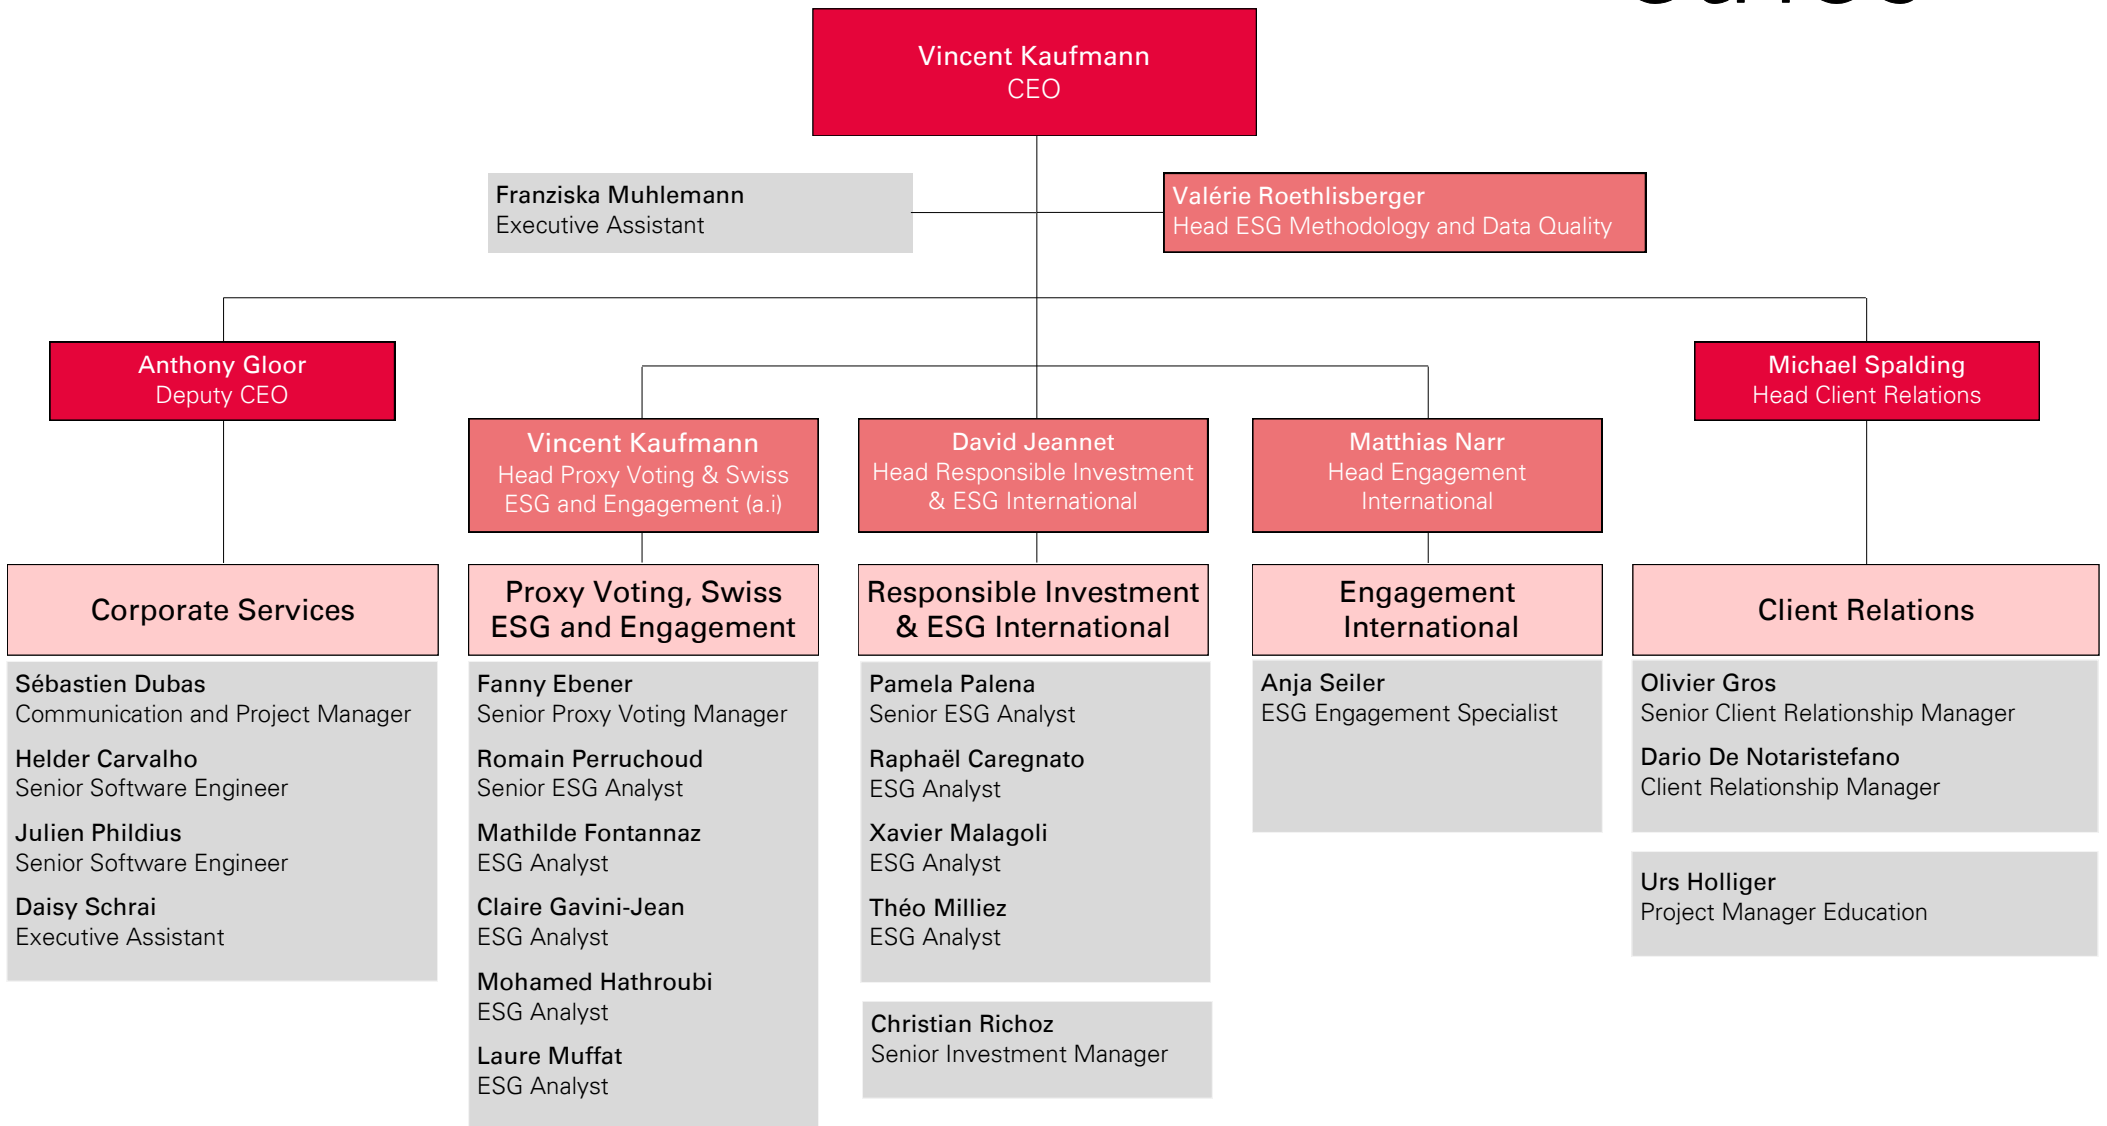 Vincent Kaufmann
CEO
Franziska Muhlemann
Executive Assistant
Valérie Roethlisberger
Head ESG Methodology and Data Quality
Anthony Gloor
Deputy CEO
Michael Spalding
Head Client Relations
Vincent Kaufmann
Head Proxy Voting & Swiss
ESG and Engagement (a.i)
David Jeannet
Head Responsible Investment
& ESG International
Matthias Narr
Head Engagement
International
Corporate Services
Sébastien Dubas
Communication and Project Manager
Helder Carvalho
Senior Software Engineer
Julien Phildius
Senior Software Engineer
Daisy Schrai
Executive Assistant
Proxy Voting, Swiss
ESG and Engagement
Fanny Ebener
Senior Proxy Voting Manager
Romain Perruchoud
Senior ESG Analyst
Mathilde Fontannaz
ESG Analyst
Claire Gavini-Jean
ESG Analyst
Mohamed Hathroubi
ESG Analyst
Laure Muffat
ESG Analyst
Responsible Investment
& ESG International
Pamela Palena
Senior ESG Analyst
Raphaël Caregnato
ESG Analyst
Xavier Malagoli
ESG Analyst
Théo Milliez
ESG Analyst
Christian Richoz
Senior Investment Manager
Engagement
International
Anja Seiler
ESG Engagement Specialist
Client Relations
Olivier Gros
Senior Client Relationship Manager
Dario De Notaristefano
Client Relationship Manager
Urs Holliger
Project Manager Education